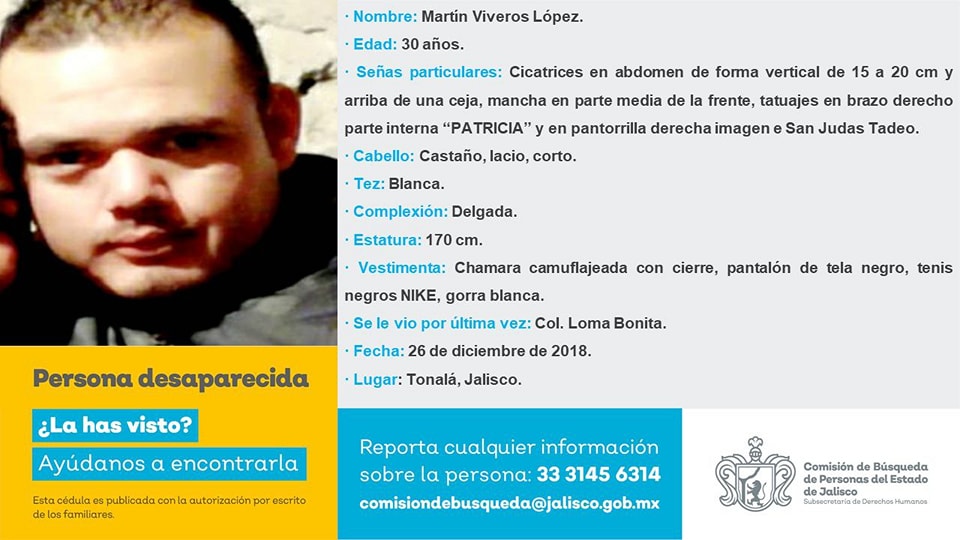 · Nombre: Martín Viveros López.
· Edad: 30 años.
· Señas particulares: Cicatrices en abdomen de forma vertical de 15 a 20 cm y
arriba de una ceja, mancha en parte media de la frente, tatuajes en brazo derecho
parte interna “PATRICIA” y en pantorrilla derecha imagen e San Judas Tadeo.
· Cabello: Castaño, lacio, corto.
· Tez: Blanca.
· Complexión: Delgada.
· Estatura: 170 cm.
· Vestimenta: Chamara camuflajeada con cierre, pantalón de tela negro, tenis
negros NIKE, gorra blanca.
· Se le vio por última vez: Col. Loma Bonita.
· Fecha: 26 de diciembre de 2018.
· Lugar: Tonalá, Jalisco.
Persona desaparecida
¿La has visto?
Ayúdanos a encontrarla
Esta cédula es publicada con la autorización por escrito
de los familiares.
Reporta cualquier información
sobre la persona: 33 3145 6314
comisiondebusqueda@jalisco.gob.mx
Comisión de Búsqueda
de Personas del Estado
de Jalisco
Subsecretaría de Derechos Humanos